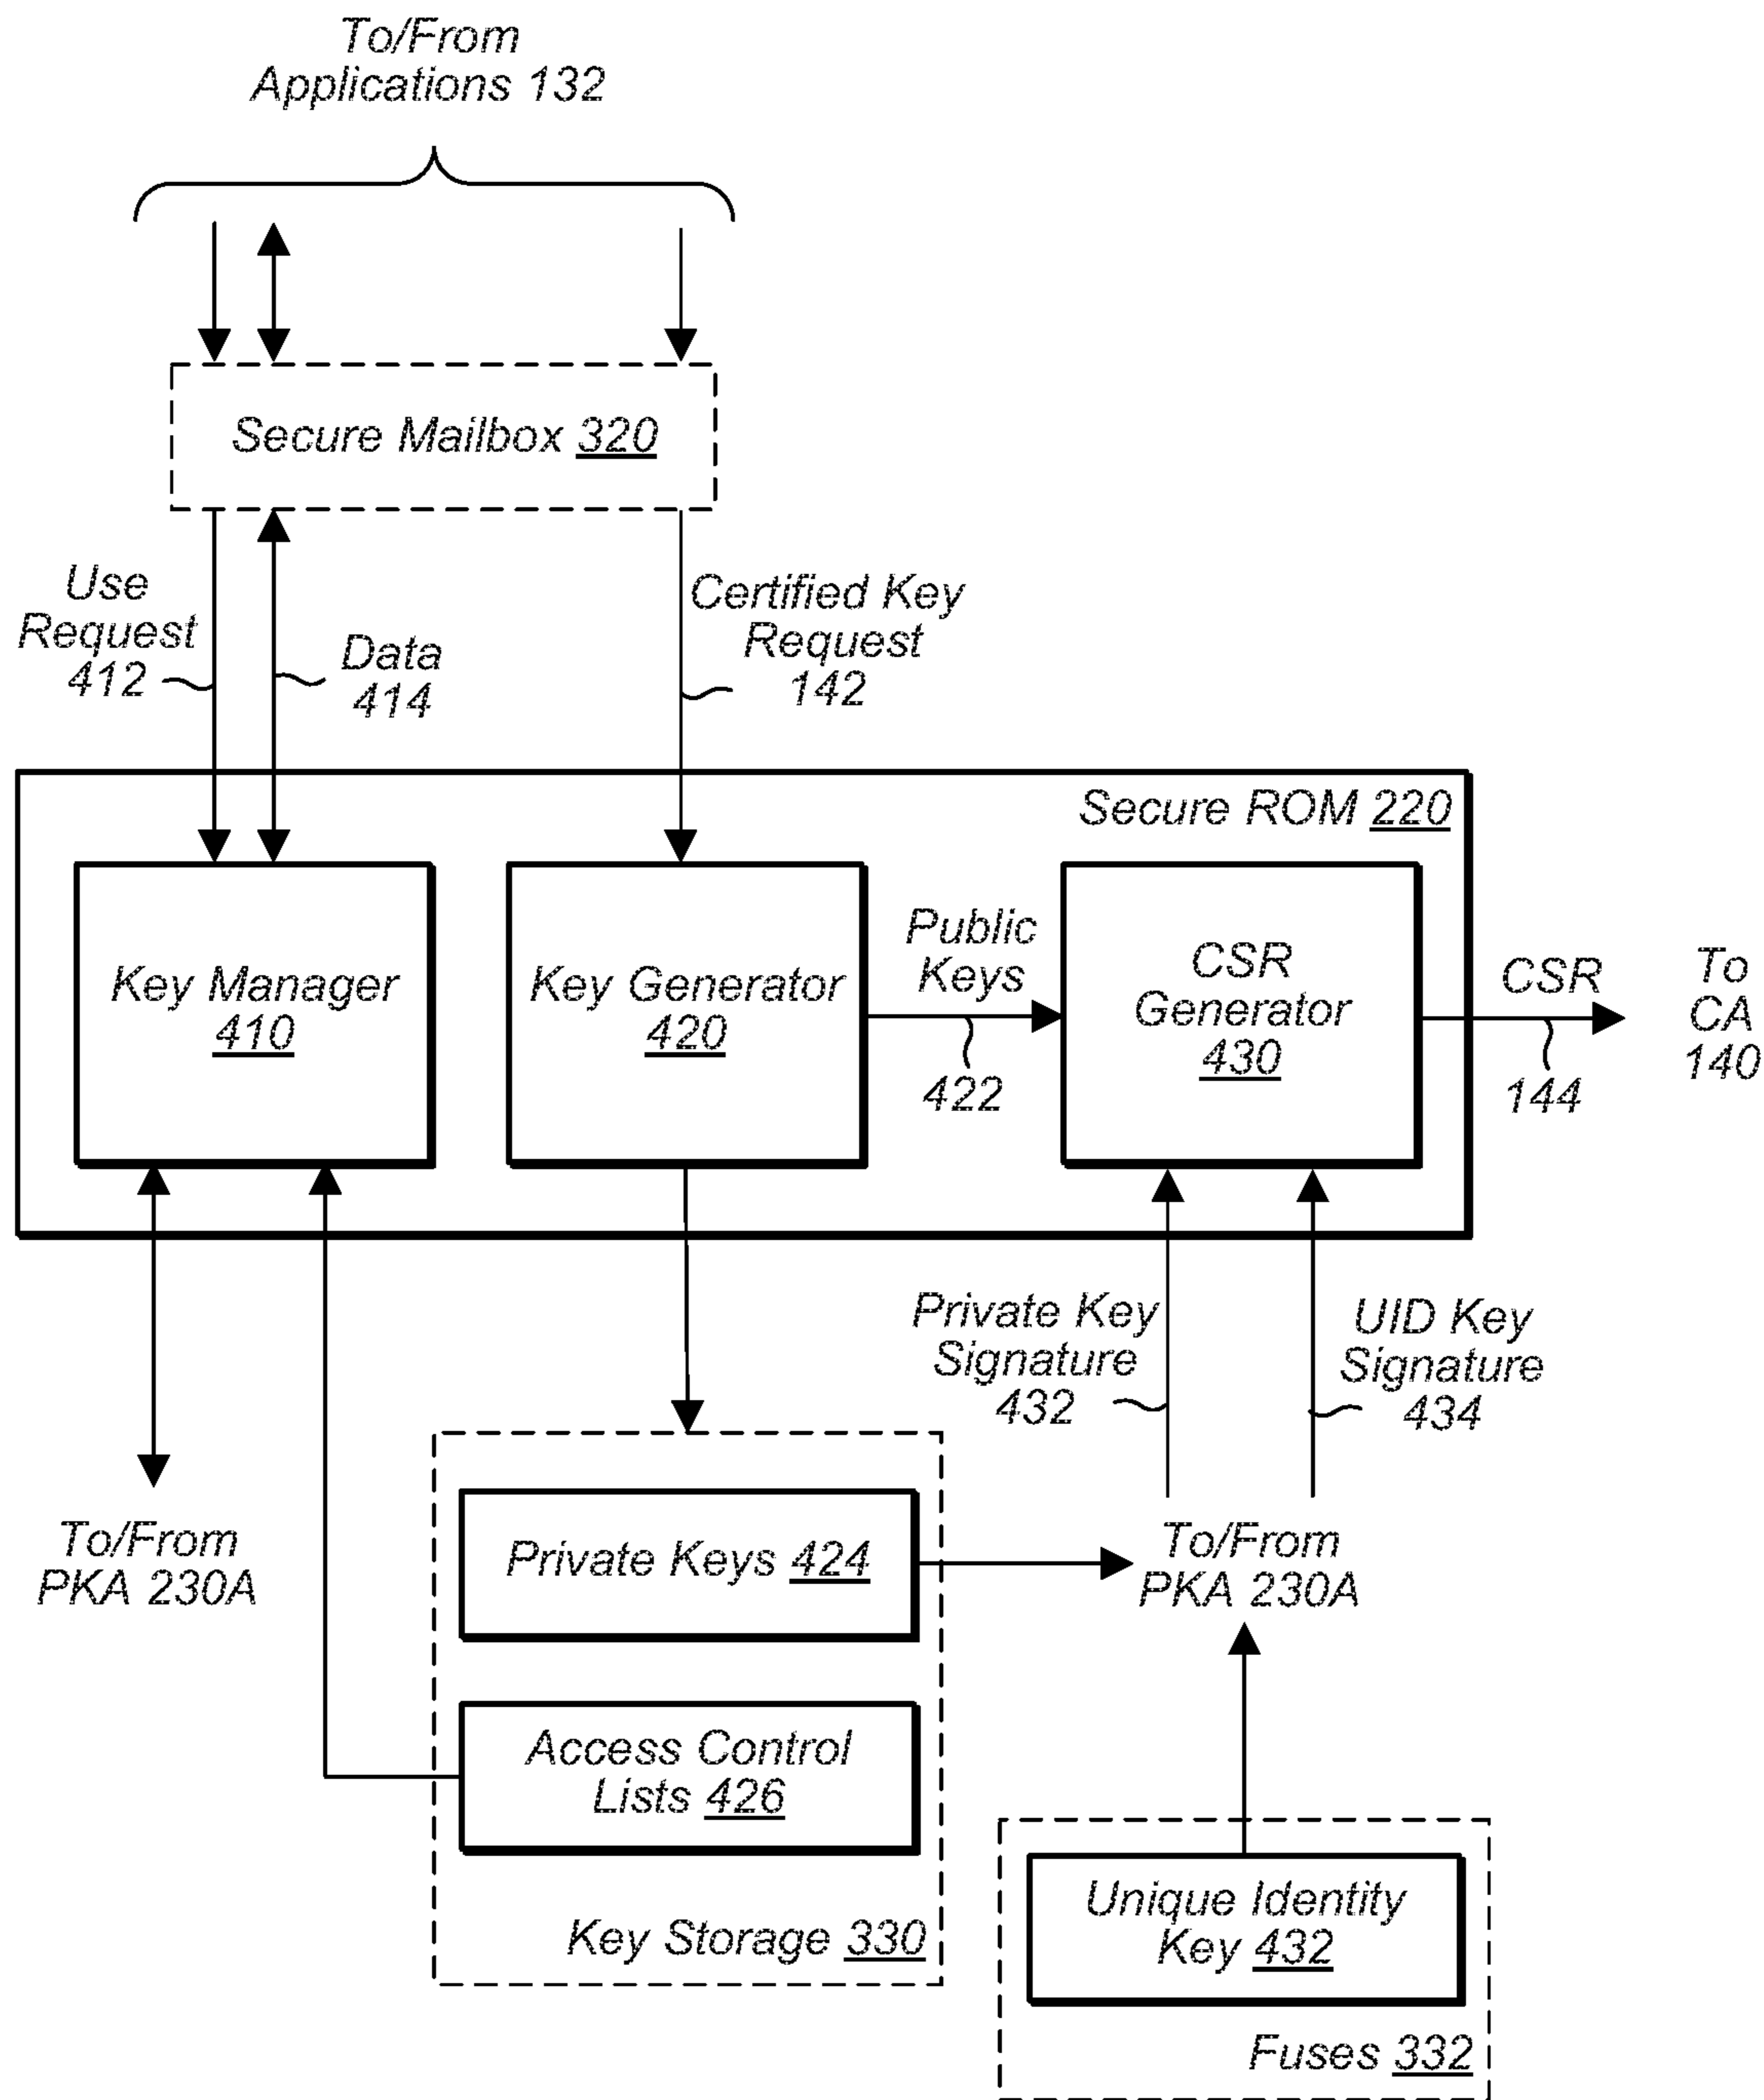 To/From
Applications 132
Secure Mailbox 320
Use
Request
412
Data
414
Certified Key
Request
142
Secure ROM 220
Key Manager
410
Key Generator
420
Public
Keys
422
CSR
Generator
430
CSR
144
To
CA
140
Private Key
Signature
432
UID Key
Signature
434
To/From
PKA 230A
Private Keys 424
To/From
PKA 230A
Access Control
Lists 426
Key Storage 330
Unique Identity
Key 432
Fuses 332